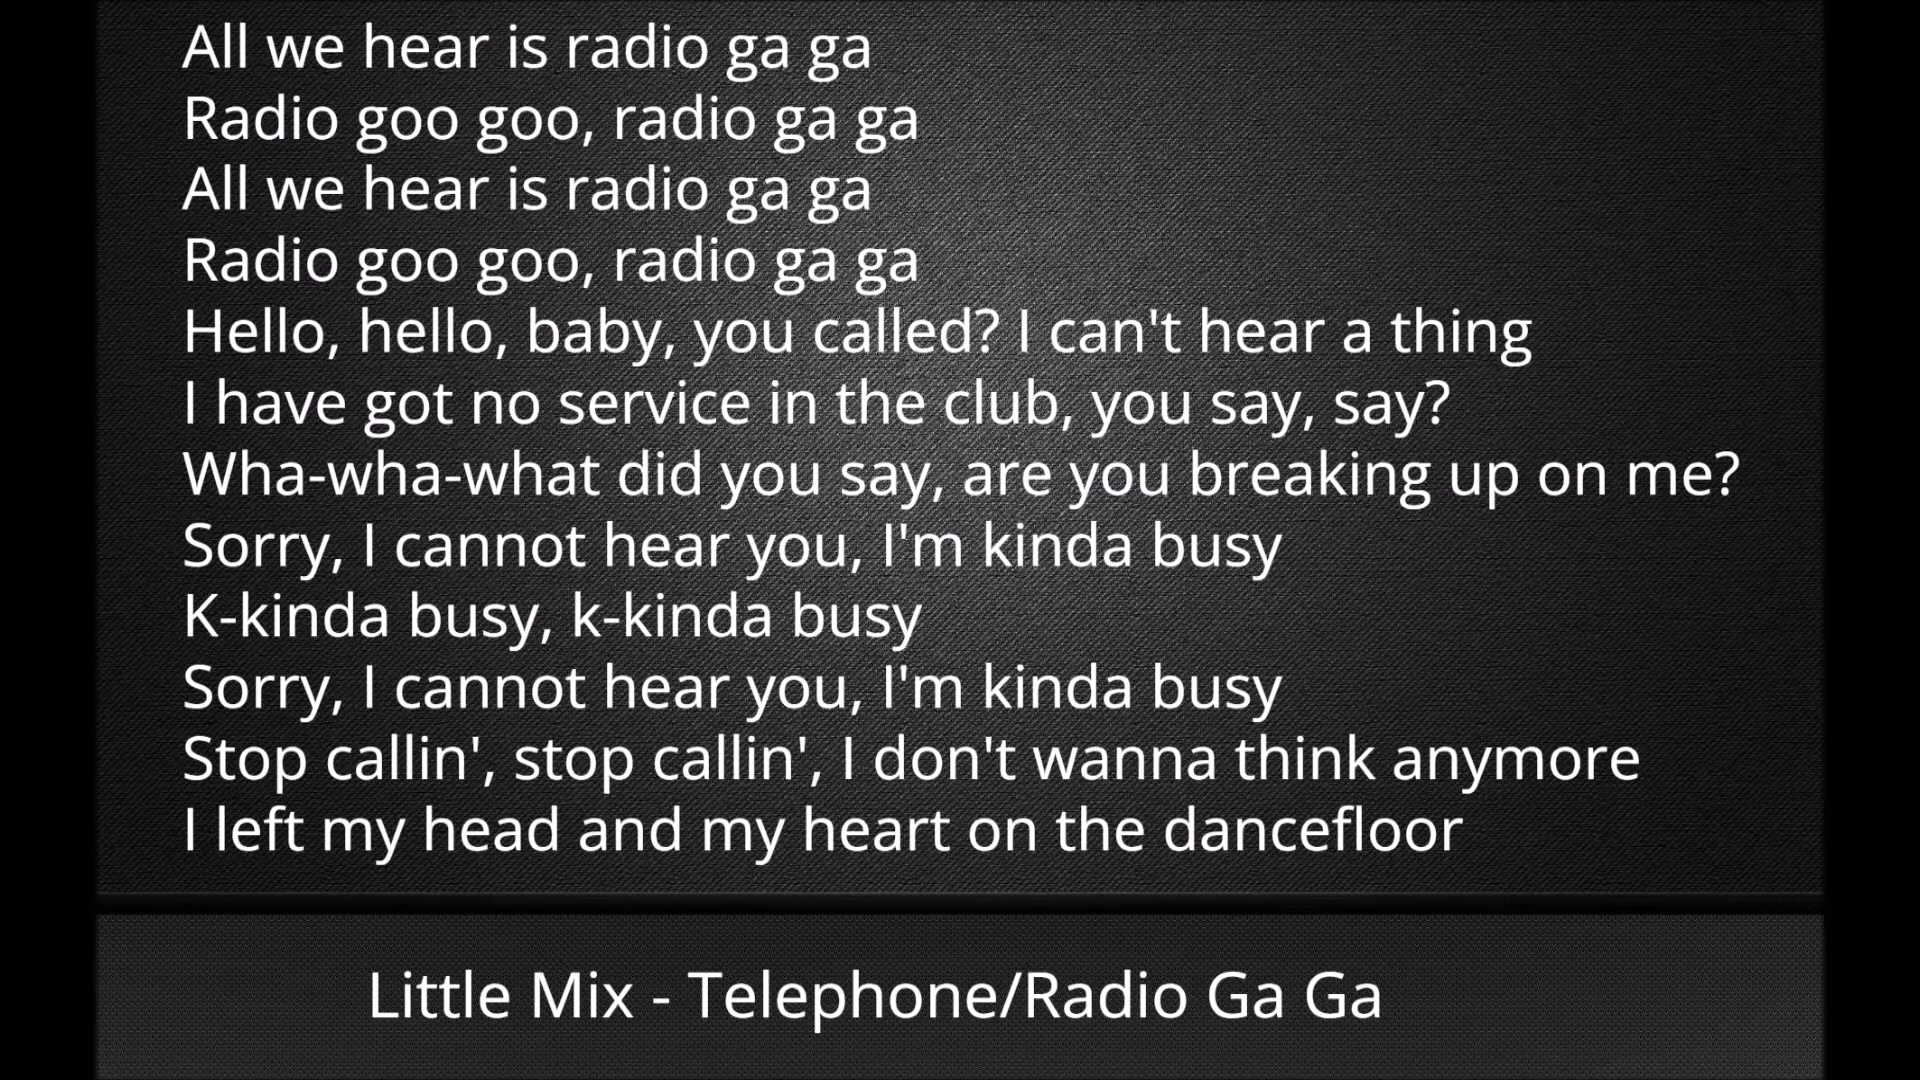 All we hear is radio ga ga
Radio goo goo, radio ga ga
All we hear is radio ga ga
Radio goo goo, radio ga ga
Hello, hello, baby, you called? I can't hear a thing
I have got no service in the club, you say, say?
Wha-wha-what did you say, are you breaking up on me?
Sorry, I cannot hear you, I'm kinda busy
K-kinda busy, k-kinda busy
Sorry, I cannot hear you, I'm kinda busy
Stop callin', stop callin', I don't wanna think anymore
I left my head and my heart on the dancefloor
Little Mix - Telephone/Radio Ga Ga